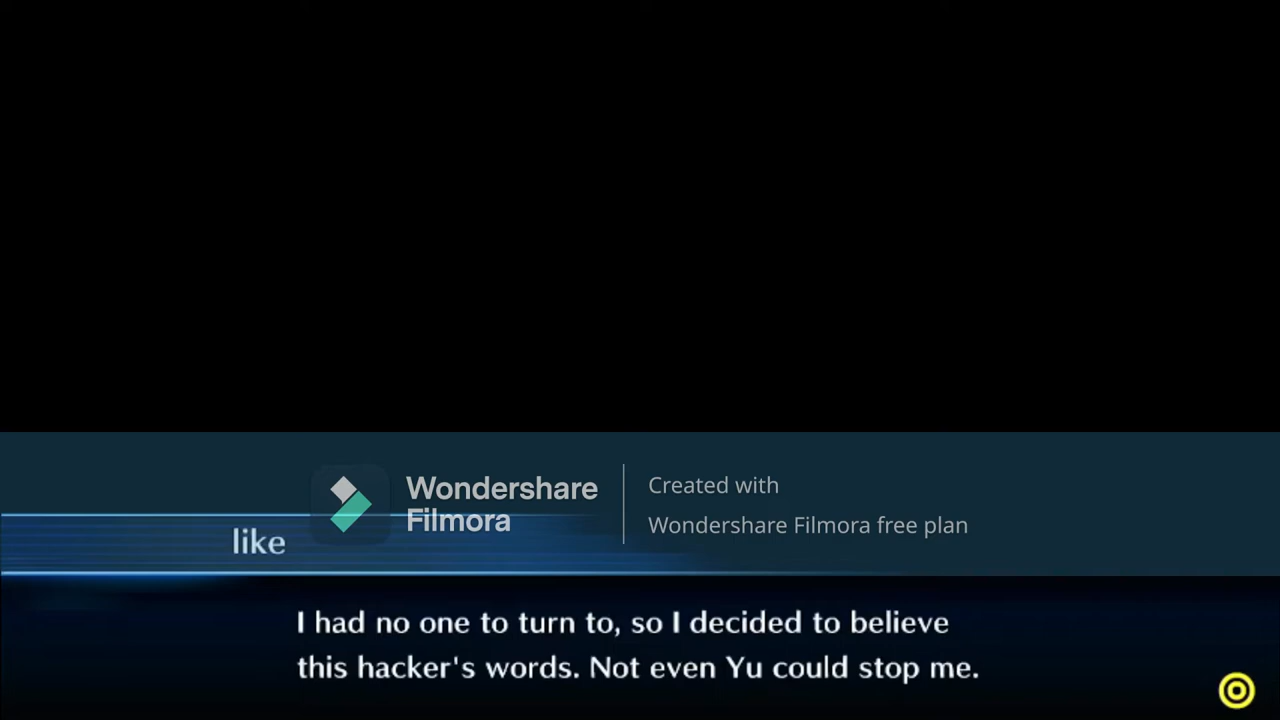 Wondershare
Filmora
Created with
Wondershare Filmora free plan
like
I had no one to turn to, so I decided to believe
this hacker's words. Not even Yu could stop me.